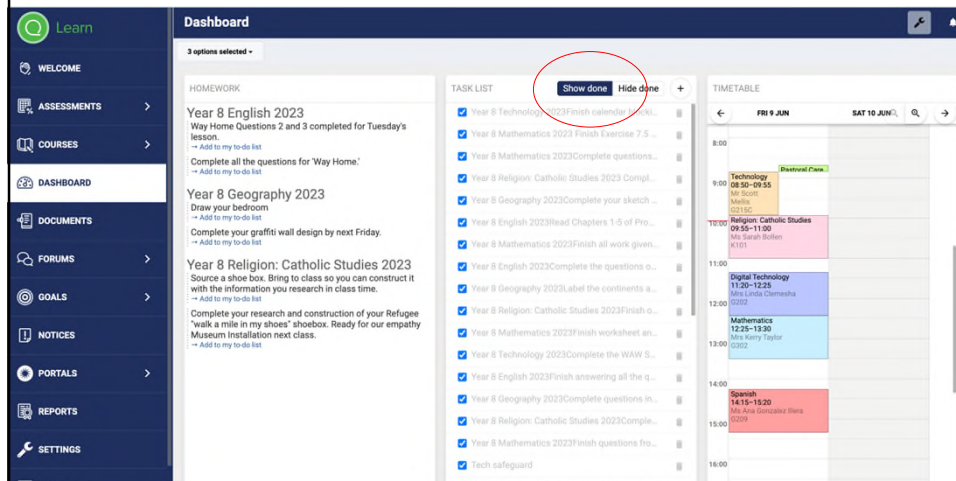 Learn
WELCOME
ASSESSMENTS
COURSES
DASHBOARD
DOCUMENTS
FORUMS
GOALS
NOTICES
PORTALS
REPORTS
SETTINGS
Dashboard
3 options selected
HOMEWORK
Year 8 English 2023
Way Home Questions 2 and 3 completed for Tuesday's
lesson.
→ Add to my to-do list
Complete all the questions for 'Way Home.'
→ Add to my to-do list
Year 8 Geography 2023
Draw your bedroom
Complete your graffiti wall design by next Friday.
→ Add to my to-do list
Year 8 Religion: Catholic Studies 2023
Source a shoe box. Bring to class so you can construct it
with the information you research in class time.
→ Add to my to-do list
Complete your research and construction of your Refugee
"walk a mile in my shoes" shoebox. Ready for our empathy
Museum Installation next class.
→ Add to my to-do list
TASK LIST
Show done Hide done +
Year 8 Technology 2023Finish calendar blocki...
Year 8 Mathematics 2023 Finish Exercise 7.5 ...
Year 8 Mathematics 2023Complete questions...
Year 8 Religion: Catholic Studies 2023 Compl...
Year 8 Geography 2023Complete your sketch ...
Year 8 English 2023Read Chapters 1-5 of Pro...
Year 8 Mathematics 2023Finish all work given...
Year 8 English 2023Complete the questions o...
Year 8 Geography 2023Label the continents a...
Year 8 Religion: Catholic Studies 2023Finish o...
Year 8 Mathematics 2023Finish worksheet an...
Year 8 Technology 2023Complete the WAW S...
Year 8 English 2023Finish answering all the q...
Year 8 Geography 2023Complete questions in...
Year 8 Religion: Catholic Studies 2023Comple...
Year 8 Mathematics 2023Finish questions fro...
Tech safeguard
TIMETABLE
FRI 9 JUN SAT 10 JUN
8:00
Pastoral Care
9:00
Technology
08:50–09:55
Mr Scott
Mellis
G215C
10:00
Religion: Catholic Studies
09:55–11:00
Ms Sarah Bollen
K101
11:00
Digital Technology
11:20–12:25
Mrs Linda Clemesha
G202
12:00
Mathematics
12:25–13:30
Mrs Kerry Taylor
G302
13:00
14:00
Spanish
14:15–15:20
Ms Ana Gonzalez Illera
G209
15:00
16:00